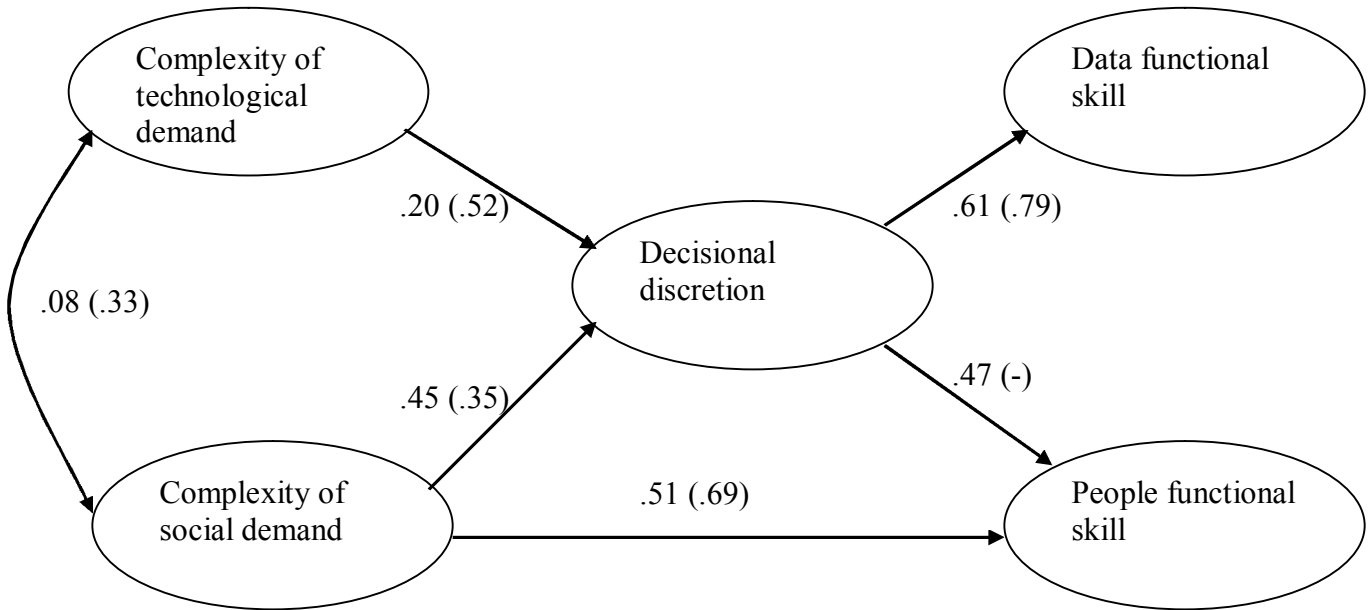 Complexity of
technological
demand
Data functional
skill
.20 (.52)
.61 (.79)
Decisional
discretion
.08 (.33)
.45 (.35)
.47 (-)
Complexity of
social demand
.51 (.69)
People functional
skill